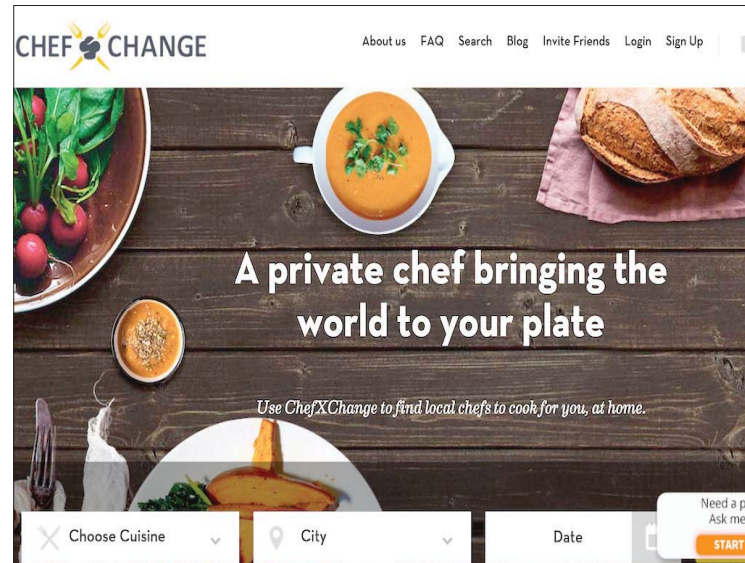 CHEF CHANGE
About us FAQ Search Blog Invite Friends Login Sign Up
A private chef bringing the
world to your plate
Use ChefXChange to find local chefs to cook for you, at home.
Need a p
Ask me
START
Choose Cuisine
City
Date